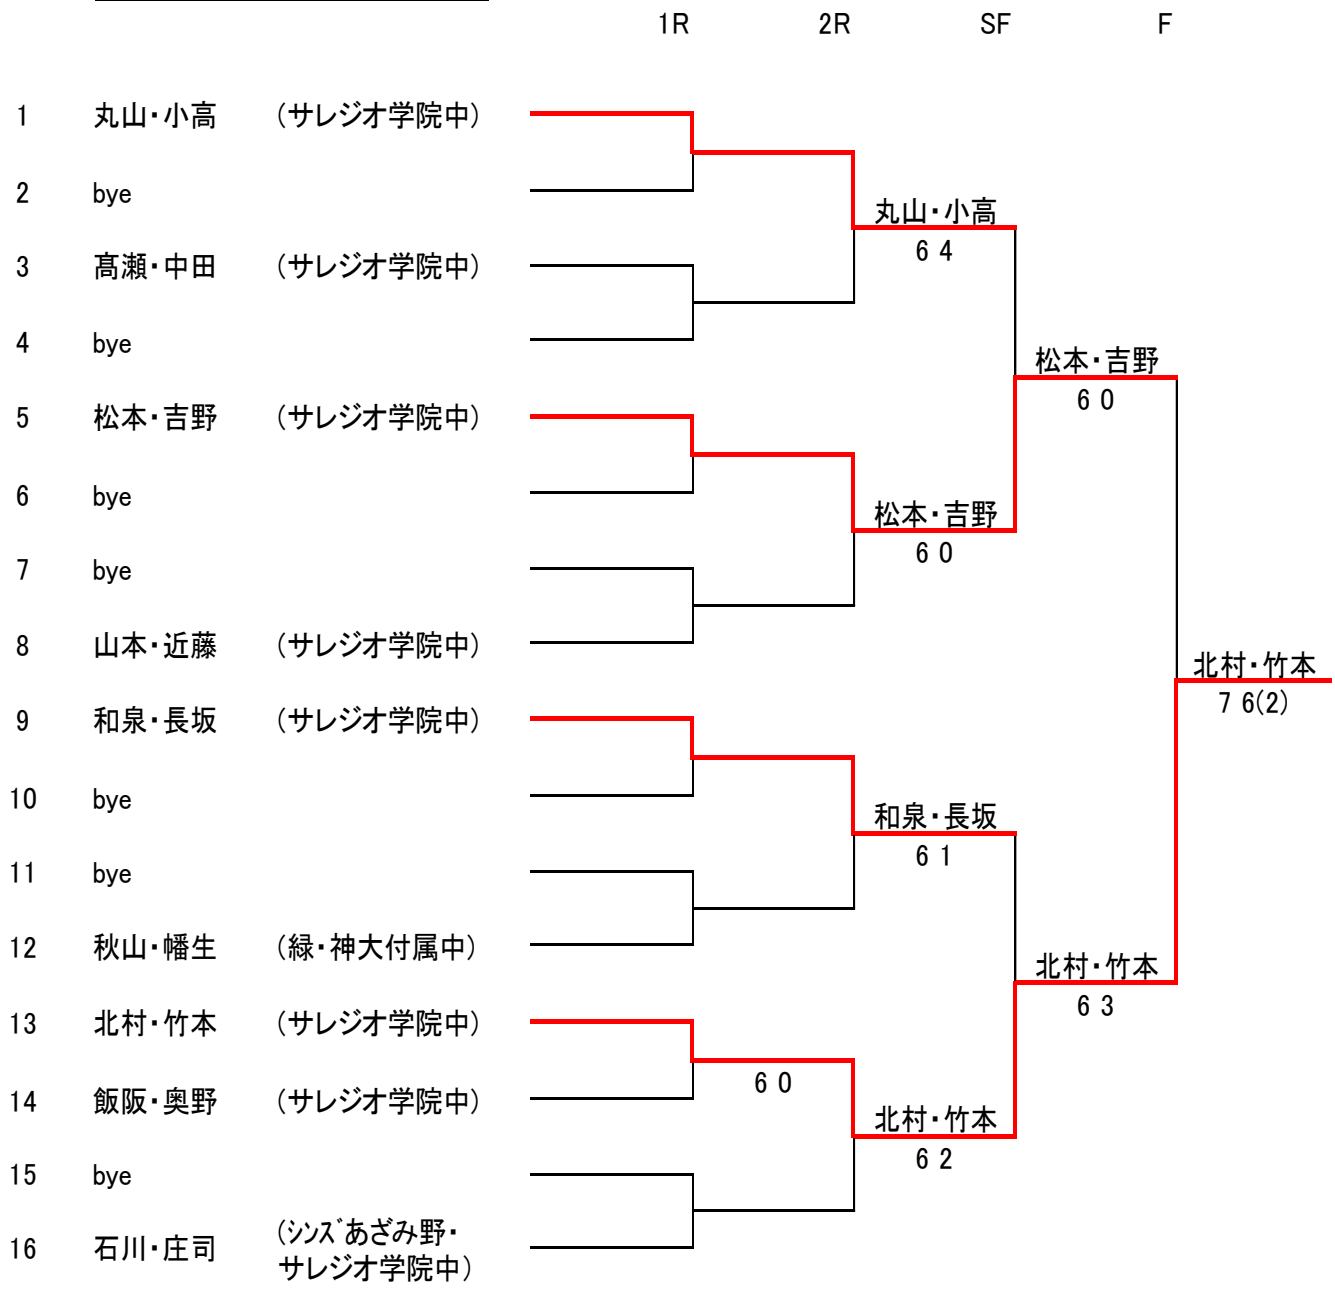 1R 2R SF F
1 丸山・小高 (サレジオ学院中)
2 bye
丸山・小高
6 4
3 髙瀬・中田 (サレジオ学院中)
4 bye
松本・吉野
6 0
5 松本・吉野 (サレジオ学院中)
6 bye
松本・吉野
6 0
7 bye
8 山本・近藤 (サレジオ学院中)
北村・竹本
7 6(2)
9 和泉・長坂 (サレジオ学院中)
10 bye
和泉・長坂
6 1
11 bye
12 秋山・幡生 (緑・神大付属中)
北村・竹本
6 3
13 北村・竹本 (サレジオ学院中)
6 0
14 飯阪・奥野 (サレジオ学院中)
北村・竹本
6 2
15 bye
16 石川・庄司 (シンズあざみ野・
サレジオ学院中)